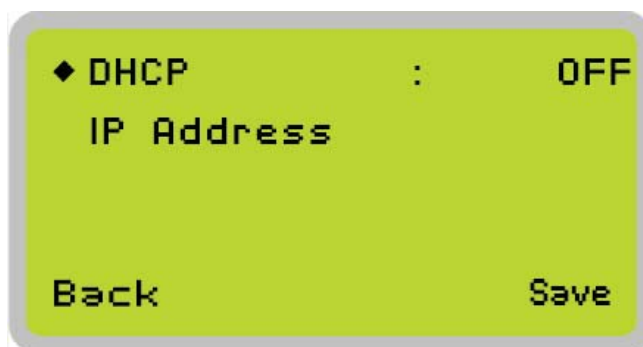 ◆ DHCP : OFF
IP Address
Back Save